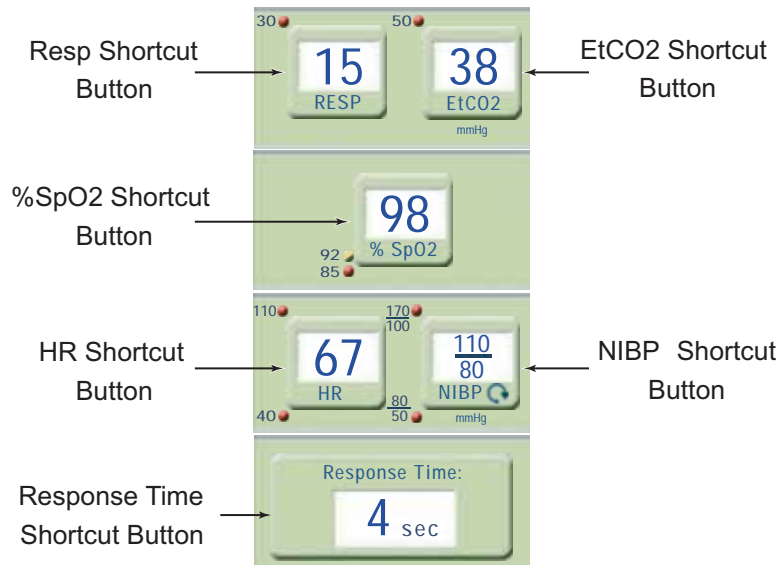 30
50
Resp Shortcut
Button
15
RESP
38
EtCO2
mmHg
EtCO2 Shortcut
Button
%SpO2 Shortcut
Button
98
% SpO2
92
85
110
170
100
HR Shortcut
Button
67
HR
110
80
NIBP
NIBP Shortcut
Button
40
80
50
mmHg
Response Time
Shortcut Button
Response Time:
4 sec